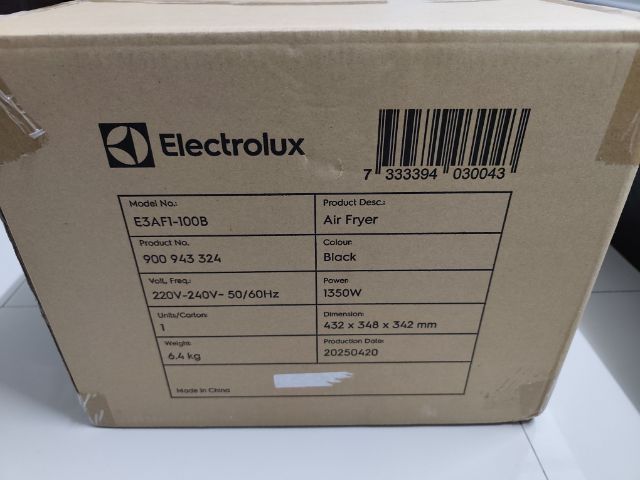 Electrolux
7 333394 030043
Model No.: Product Desc.:
E3AF1-100B Air Fryer
Product No. Colour:
900 943 324 Black
Volt., Freq.: Power:
220V-240V~ 50/60Hz 1350W
Units/Carton: Dimension:
1 432 x 348 x 342 mm
Weight: Production Date:
6.4 kg 20250420
Made in China